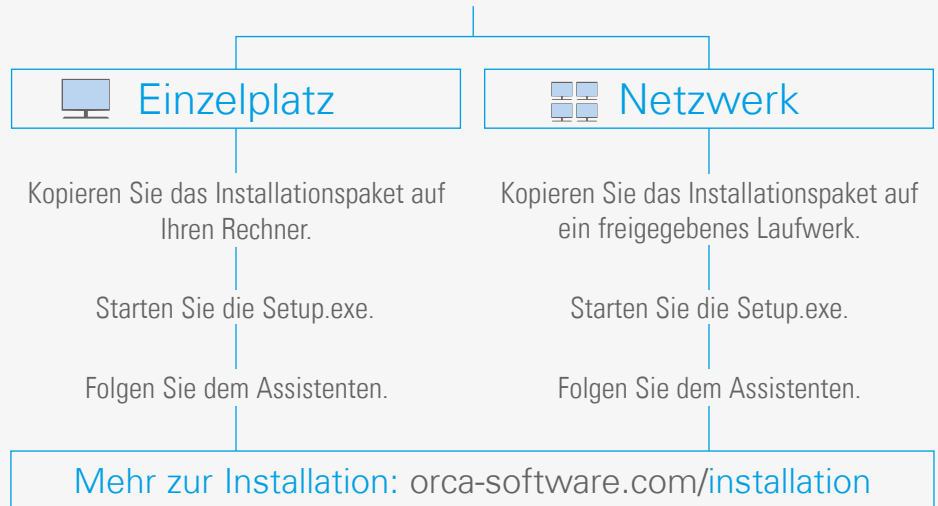 Einzelplatz
Kopieren Sie das Installationspaket auf
Ihren Rechner.
Starten Sie die Setup.exe.
Folgen Sie dem Assistenten.
Netzwerk
Kopieren Sie das Installationspaket auf
ein freigegebenes Laufwerk.
Starten Sie die Setup.exe.
Folgen Sie dem Assistenten.
Mehr zur Installation: orca-software.com/installation